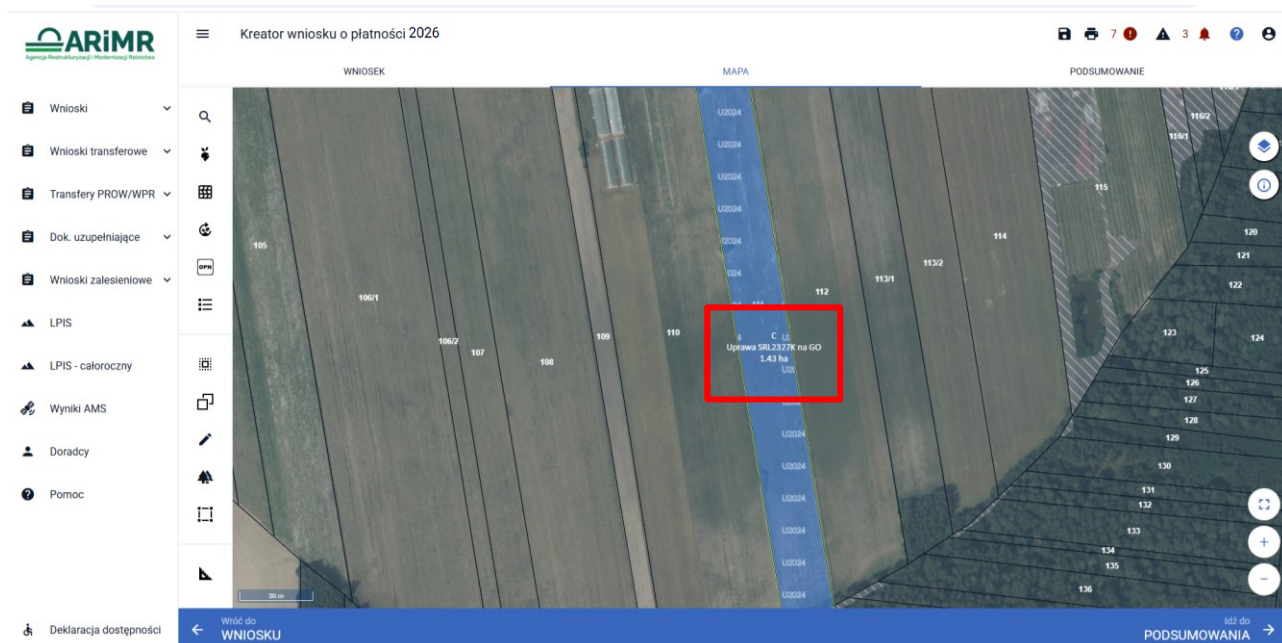 ARiMR
Agencja Restrukturyzacji i Modernizacji Rolnictwa
Kreator wniosku o płatności 2026
7
3
WNIOSEK
MAPA
PODSUMOWANIE
Wnioski
Wnioski transferowe
Transfery PROW/WPR
Dok. uzupełniające
Wnioski zalesieniowe
LPIS
LPIS - całoroczny
Wyniki AMS
Doradcy
Pomoc
Deklaracja dostępności
OPN
U2024
U2024
U2024
U2024
105
106/1
106/2
107
108
109
110
112
113/1
113/2
114
115
116/1
116/2
120
121
122
123
124
125
126
127
128
129
130
131
132
133
134
135
136
C
Uprawa SRL2327K na GO
1.43 ha
U2024
U2024
U2024
U2024
U2024
U2024
50 m
Wróć do
WNIOSKU
Idź do
PODSUMOWANIA